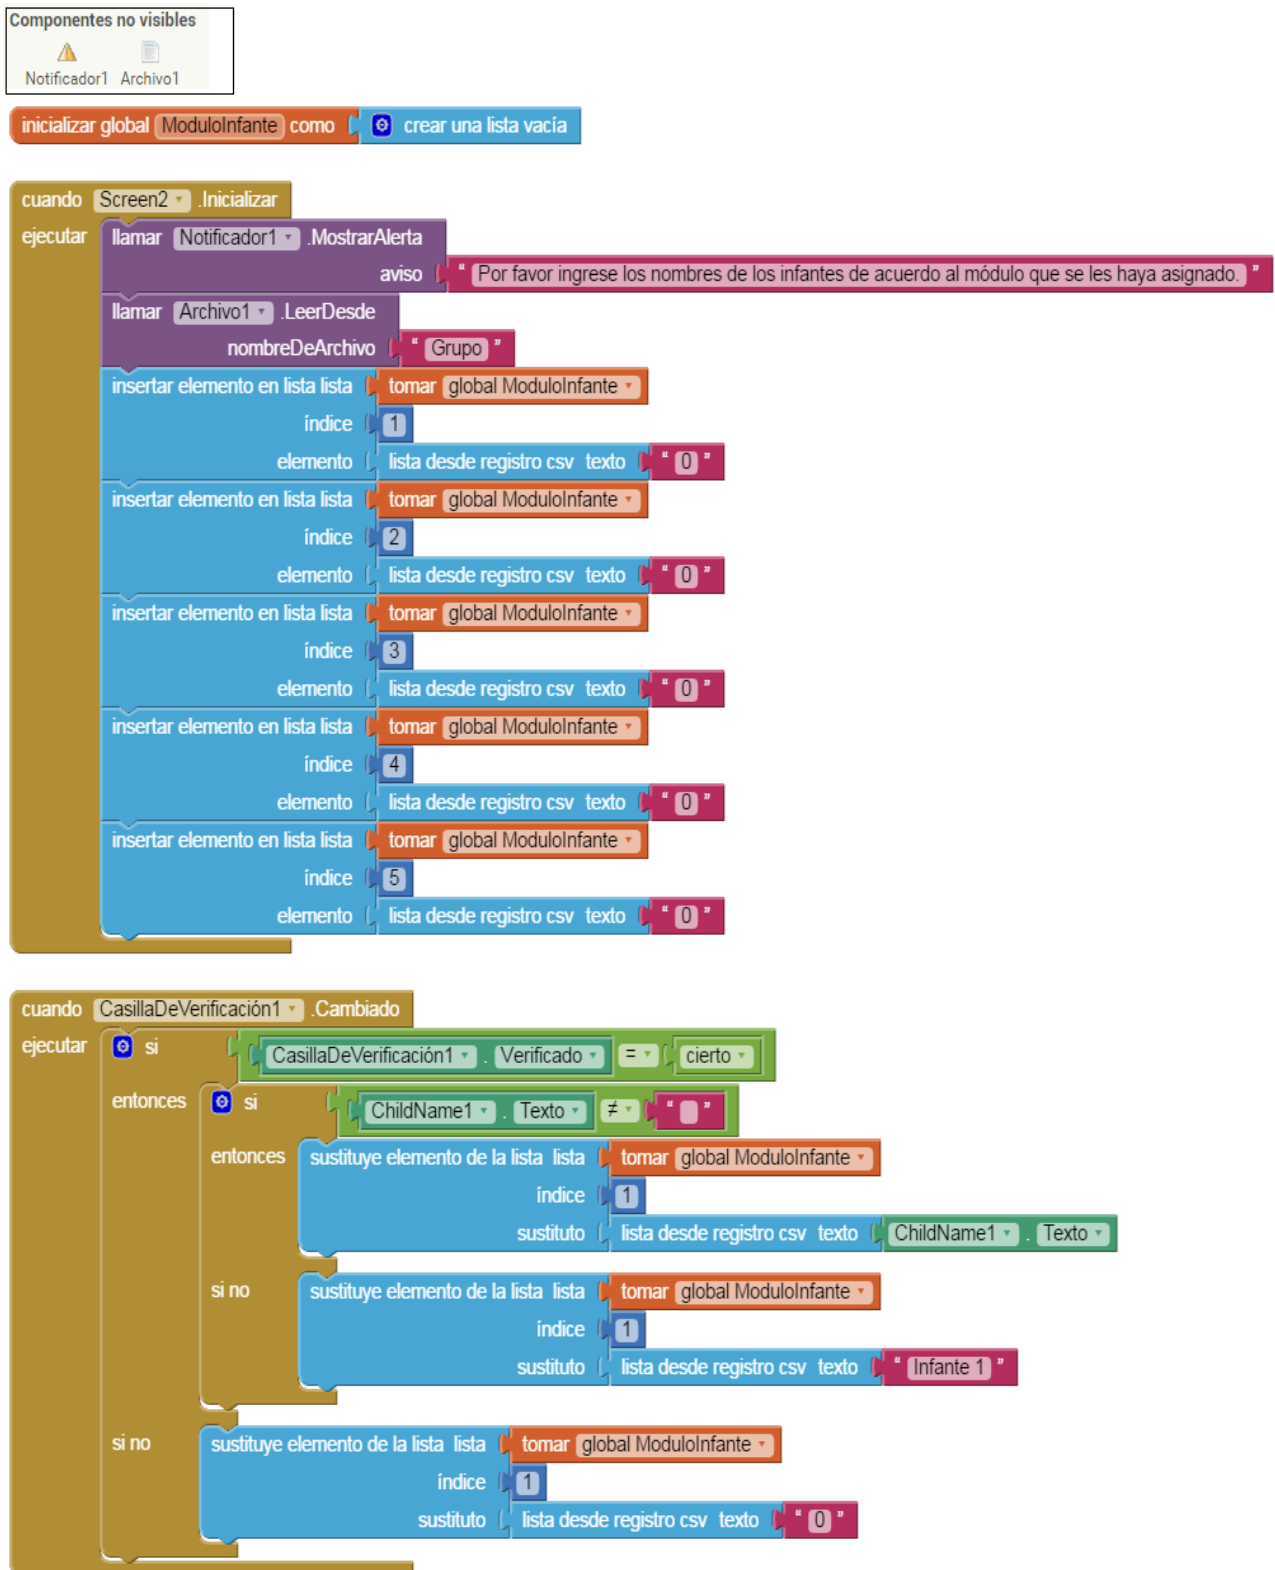 Componentes no visibles
Notificador1 Archivo1
inicializar global ModuloInfante como crear una lista vacía
cuando Screen2 .Inicializar
ejecutar llamar Notificador1 .MostrarAlerta
aviso " Por favor ingrese los nombres de los infantes de acuerdo al módulo que se les haya asignado. "
llamar Archivo1 .LeerDesde
nombreDeArchivo " Grupo "
insertar elemento en lista lista tomar global ModuloInfante
índice 1
elemento lista desde registro csv texto " 0 "
insertar elemento en lista lista tomar global ModuloInfante
índice 2
elemento lista desde registro csv texto " 0 "
insertar elemento en lista lista tomar global ModuloInfante
índice 3
elemento lista desde registro csv texto " 0 "
insertar elemento en lista lista tomar global ModuloInfante
índice 4
elemento lista desde registro csv texto " 0 "
insertar elemento en lista lista tomar global ModuloInfante
índice 5
elemento lista desde registro csv texto " 0 "
cuando CasillaDeVerificación1 .Cambiado
ejecutar si CasillaDeVerificación1 . Verificado = cierto
entonces si ChildName1 . Texto ≠ " "
entonces sustituye elemento de la lista lista tomar global ModuloInfante
índice 1
sustituto lista desde registro csv texto ChildName1 . Texto
si no sustituye elemento de la lista lista tomar global ModuloInfante
índice 1
sustituto lista desde registro csv texto " Infante 1 "
si no sustituye elemento de la lista lista tomar global ModuloInfante
índice 1
sustituto lista desde registro csv texto " 0 "